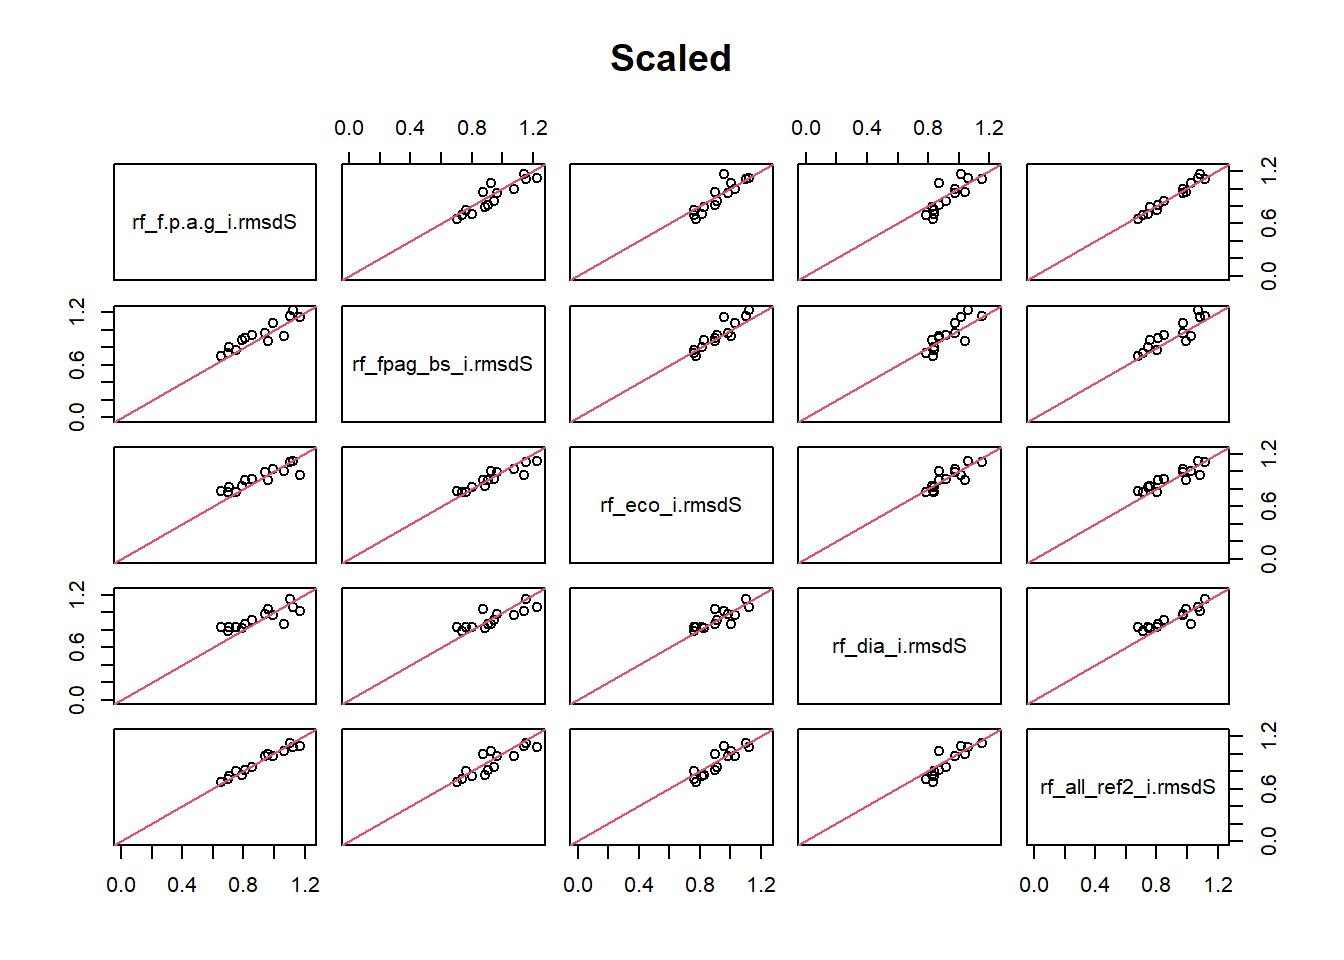 Scaled
0.0 0.4 0.8 1.2 0.0 0.4 0.8 1.2
rf_f.p.a.g_i.rmsdS 0.0 0.6 1.2
0.0 0.6 1.2 rf_fpag_bs_i.rmsdS
rf_eco_i.rmsdS 0.0 0.6 1.2
0.0 0.6 1.2 rf_dia_i.rmsdS
rf_all_ref2_i.rmsdS 0.0 0.6 1.2
0.0 0.4 0.8 1.2 0.0 0.4 0.8 1.2 0.0 0.4 0.8 1.2